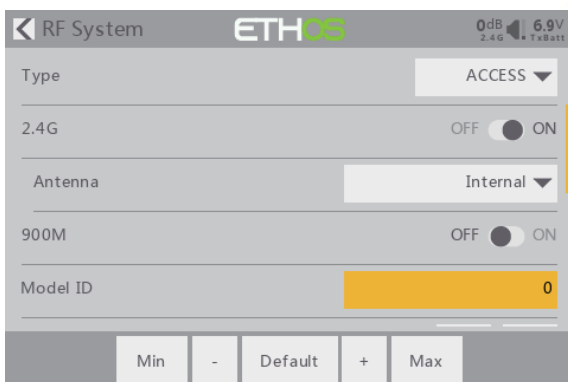 RF System ETHOS 0dB 2.4G 6.9V TxBatt
Type ACCESS
2.4G OFF ON
Antenna Internal
900M OFF ON
Model ID 0
Min - Default + Max